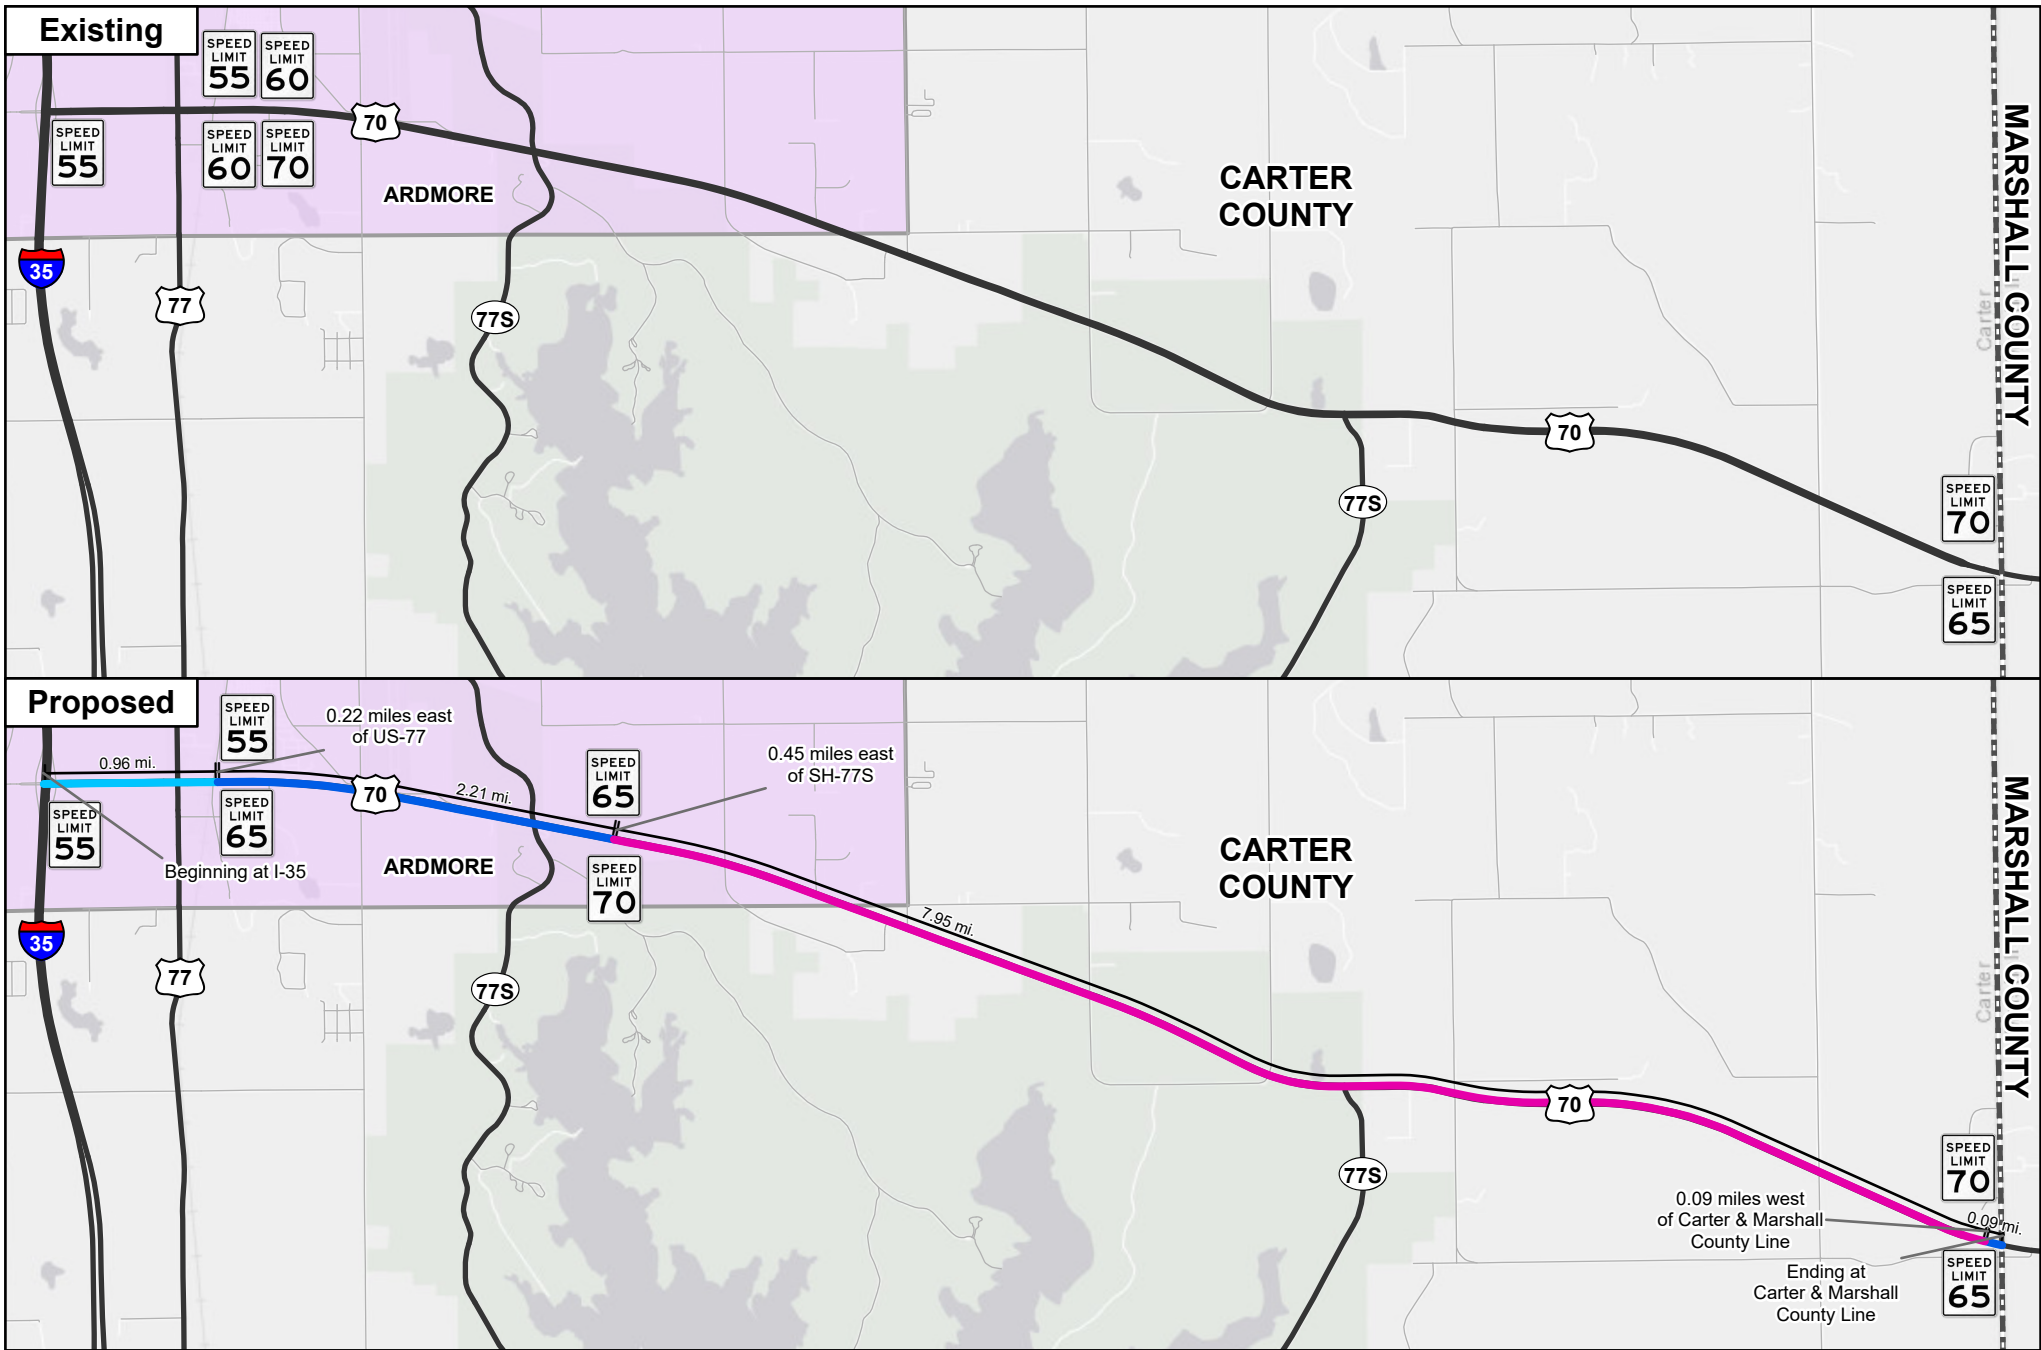 Existing
SPEED
LIMIT
55
SPEED
LIMIT
60
SPEED
LIMIT
55
SPEED
LIMIT
60
SPEED
LIMIT
70
70
ARDMORE
CARTER
COUNTY
MARSHALL COUNTY
35
77
77S
Carter
70
77S
SPEED
LIMIT
70
SPEED
LIMIT
65
Proposed
SPEED
LIMIT
55
0.22 miles east
of US-77
0.96 mi.
SPEED
LIMIT
65
0.45 miles east
of SH-77S
SPEED
LIMIT
55
SPEED
LIMIT
65
70
2.21 mi.
Beginning at I-35
ARDMORE
SPEED
LIMIT
70
CARTER
COUNTY
MARSHALL COUNTY
7.95 mi.
35
77
77S
Carter
70
77S
SPEED
LIMIT
70
0.09 miles west
of Carter & Marshall
County Line
0.09 mi.
Ending at
Carter & Marshall
County Line
SPEED
LIMIT
65